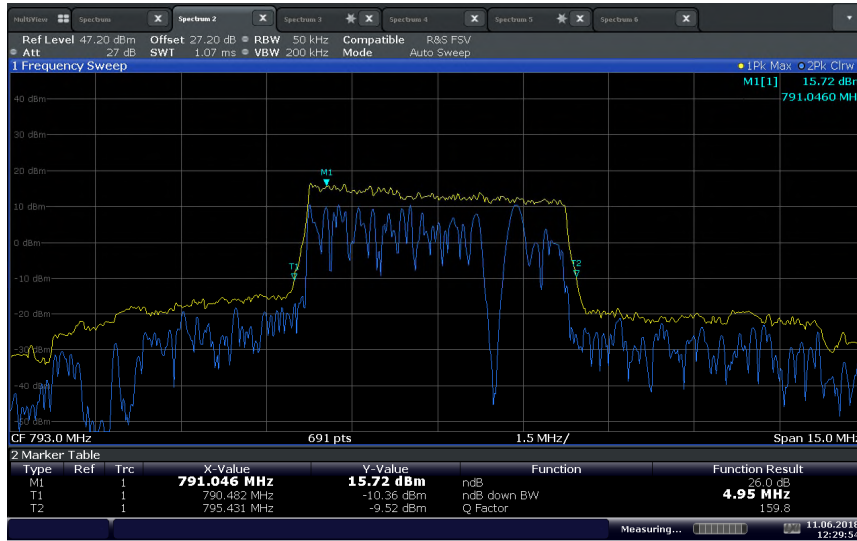 MultiView Spectrum X Spectrum 2 X Spectrum 3 X Spectrum 4 X Spectrum 5 X Spectrum 6 X
Ref Level 47.20 dBm Offset 27.20 dB RBW 50 kHz Compatible R&S FSV
Att 27 dB SWT 1.07 ms VBW 200 kHz Mode Auto Sweep
1 Frequency Sweep 1Pk Max 2Pk Clrw
M1[1] 15.72 dBm
791.0460 MH
40 dBm
30 dBm
20 dBm
M1
10 dBm
0 dBm
T1 T2
-10 dBm
-20 dBm
-30 dBm
-40 dBm
-50 dBm
CF 793.0 MHz 691 pts 1.5 MHz/ Span 15.0 MHz
2 Marker Table
Type Ref Trc X-Value Y-Value Function Function Result
M1 1 791.046 MHz 15.72 dBm ndB 26.0 dB
T1 1 790.482 MHz -10.36 dBm ndB down BW 4.95 MHz
T2 1 795.431 MHz -9.52 dBm Q Factor 159.8
Measuring... 11.06.2018
12:29:54